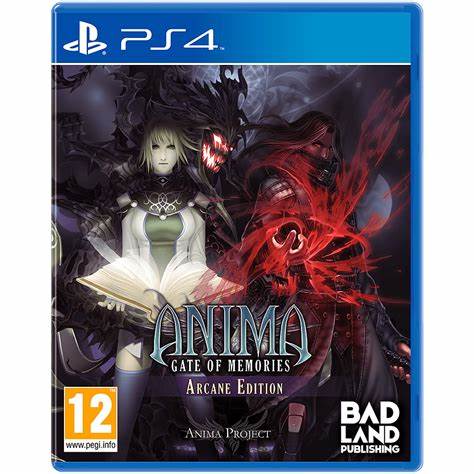 PS4
ANIMA
GATE OF MEMORIES
ARCANE EDITION
ANIMA PROJECT
12
www.pegi.info
BAD
LAND
PUBLISHING